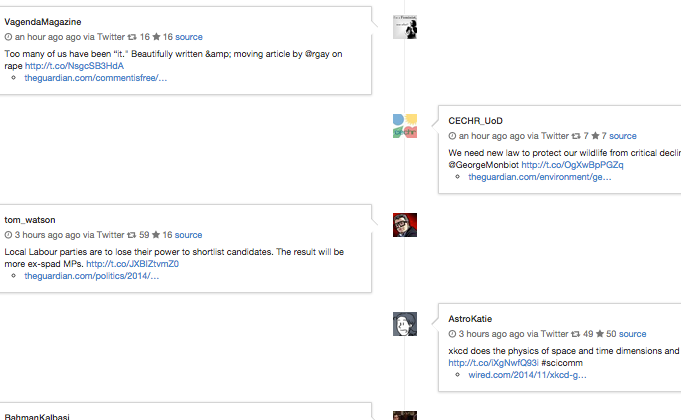 VagendaMagazine
an hour ago ago via Twitter 16 16 source
Too many of us have been "it." Beautifully written &amp; moving article by @rgay on
rape http://t.co/NsgcSB3HdA
theguardian.com/commentisfree/…
CECHR_UoD
an hour ago ago via Twitter 7 7 source
We need new law to protect our wildlife from critical
@GeorgeMonbiot http://t.co/OgXwBpPGZq
theguardian.com/environment/ge…
tom_watson
3 hours ago ago via Twitter 59 16 source
Local Labour parties are to lose their power to shortlist candidates. The result will be
more ex-spad MPs. http://t.co/JXBIZtvmZ0
theguardian.com/politics/2014/…
AstroKatie
3 hours ago ago via Twitter 49 50 source
xkcd does the physics of space and time dimensions and
http://t.co/iXgNwfQ93i #scicomm
wired.com/2014/11/xkcd-g…
BahmanKalbasi